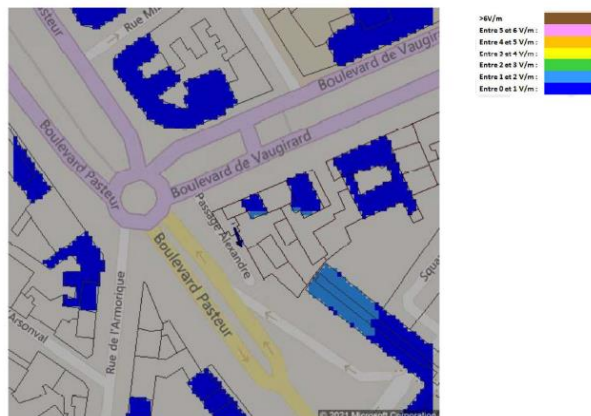 >6V/m
Entre 5 et 6 V/m :
Entre 4 et 5 V/m :
Entre 3 et 4 V/m :
Entre 2 et 3 V/m :
Entre 1 et 2 V/m :
Entre 0 et 1 V/m :
Pasteur
Rue
Boulevard de Vaugirard
Boulevard Pasteur
Boulevard de Vaugirard
Passage Alexandre
Boulevard Pasteur
Rue de l'Armorique
d'Arsonval
© 2021 Microsoft Corporation